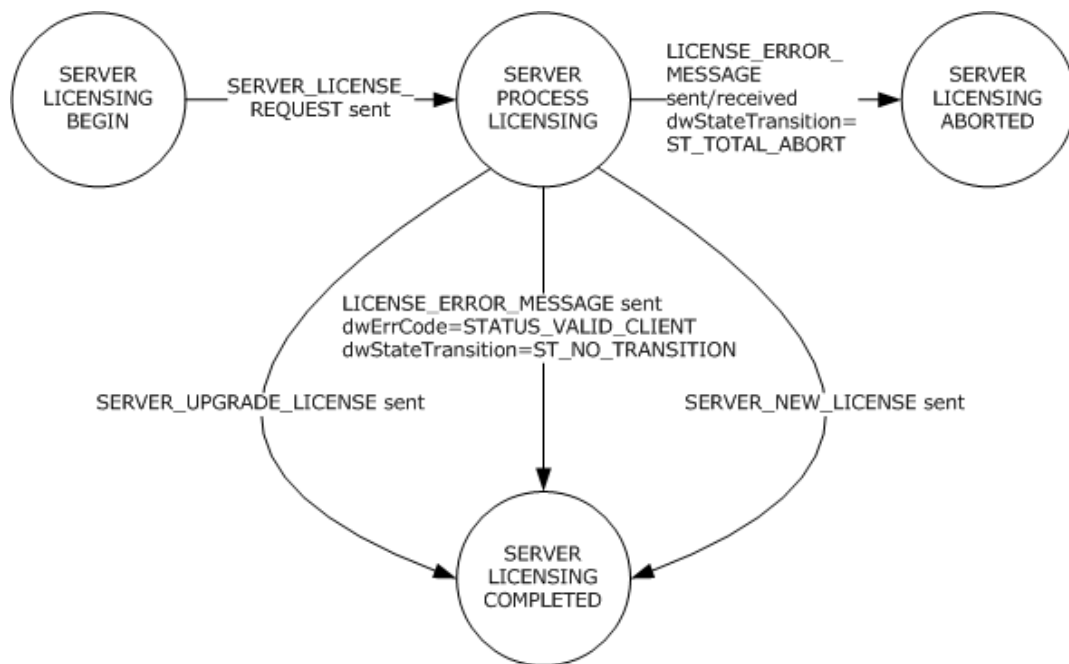 SERVER
LICENSING
BEGIN
SERVER_LICENSE_
REQUEST sent
SERVER
PROCESS
LICENSING
LICENSE_ERROR_
MESSAGE
sent/received
dwStateTransition=
ST_TOTAL_ABORT
SERVER
LICENSING
ABORTED
LICENSE_ERROR_MESSAGE sent
dwErrCode=STATUS_VALID_CLIENT
dwStateTransition=ST_NO_TRANSITION
SERVER_UPGRADE_LICENSE sent
SERVER_NEW_LICENSE sent
SERVER
LICENSING
COMPLETED